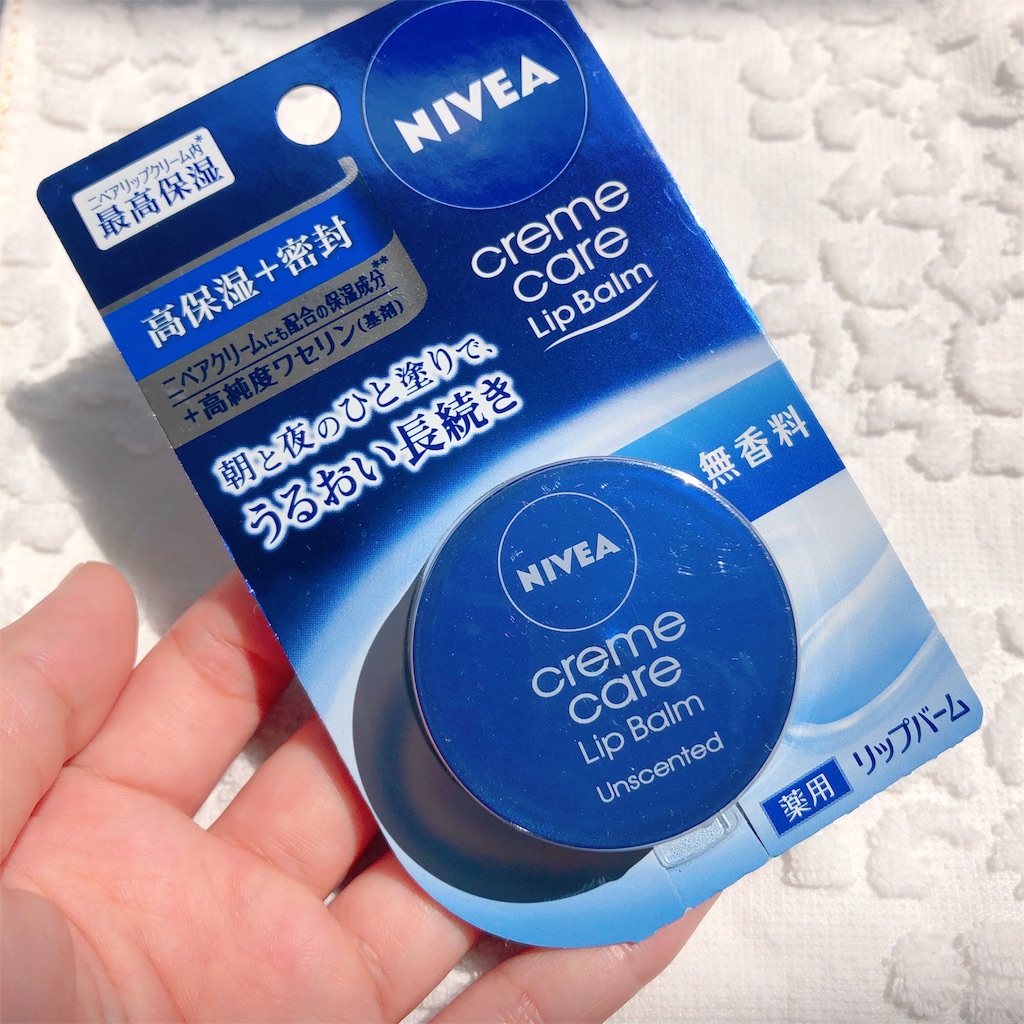 NIVEA
creme
care
Lip Balm
ニベアリップクリーム内*
最高保湿
高保湿+密封
ニベアクリームにも配合の保湿成分**
+高純度ワセリン(基剤)
朝と夜のひと塗りで、
うるおい長続き
無香料
NIVEA
creme
care
Lip Balm
Unscented
薬用 リップバーム